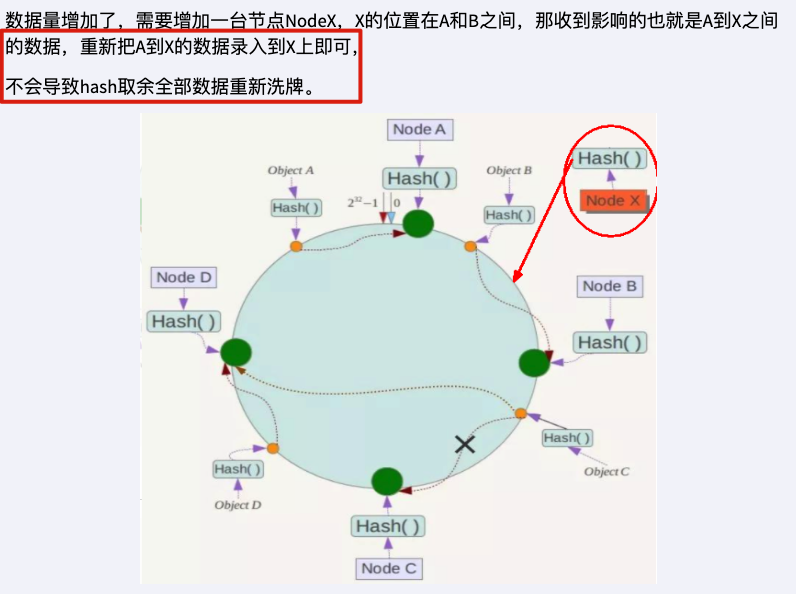 数据量增加了，需要增加一台节点NodeX，X的位置在A和B之间，那收到影响的也就是A到X之间
的数据，重新把A到X的数据录入到X上即可，
不会导致hash取余全部数据重新洗牌。
Node A
Hash( )
Object A
Hash( )
2³²−1
0
Object B
Hash( )
Hash( )
Node X
Node D
Hash( )
Node B
Hash( )
Hash( )
Object C
Hash( )
Object D
Hash( )
Node C